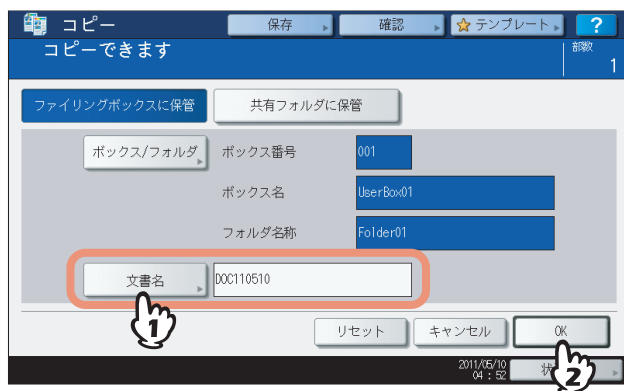 コピー 保存 確認 テンプレート ?
コピーできます 部数
1
ファイリングボックスに保管 共有フォルダに保管
ボックス/フォルダ ボックス番号 001
ボックス名 UserBox01
フォルダ名称 Folder01
文書名 DOC110510
1
リセット キャンセル OK
2011/05/10
04 : 52
状
2